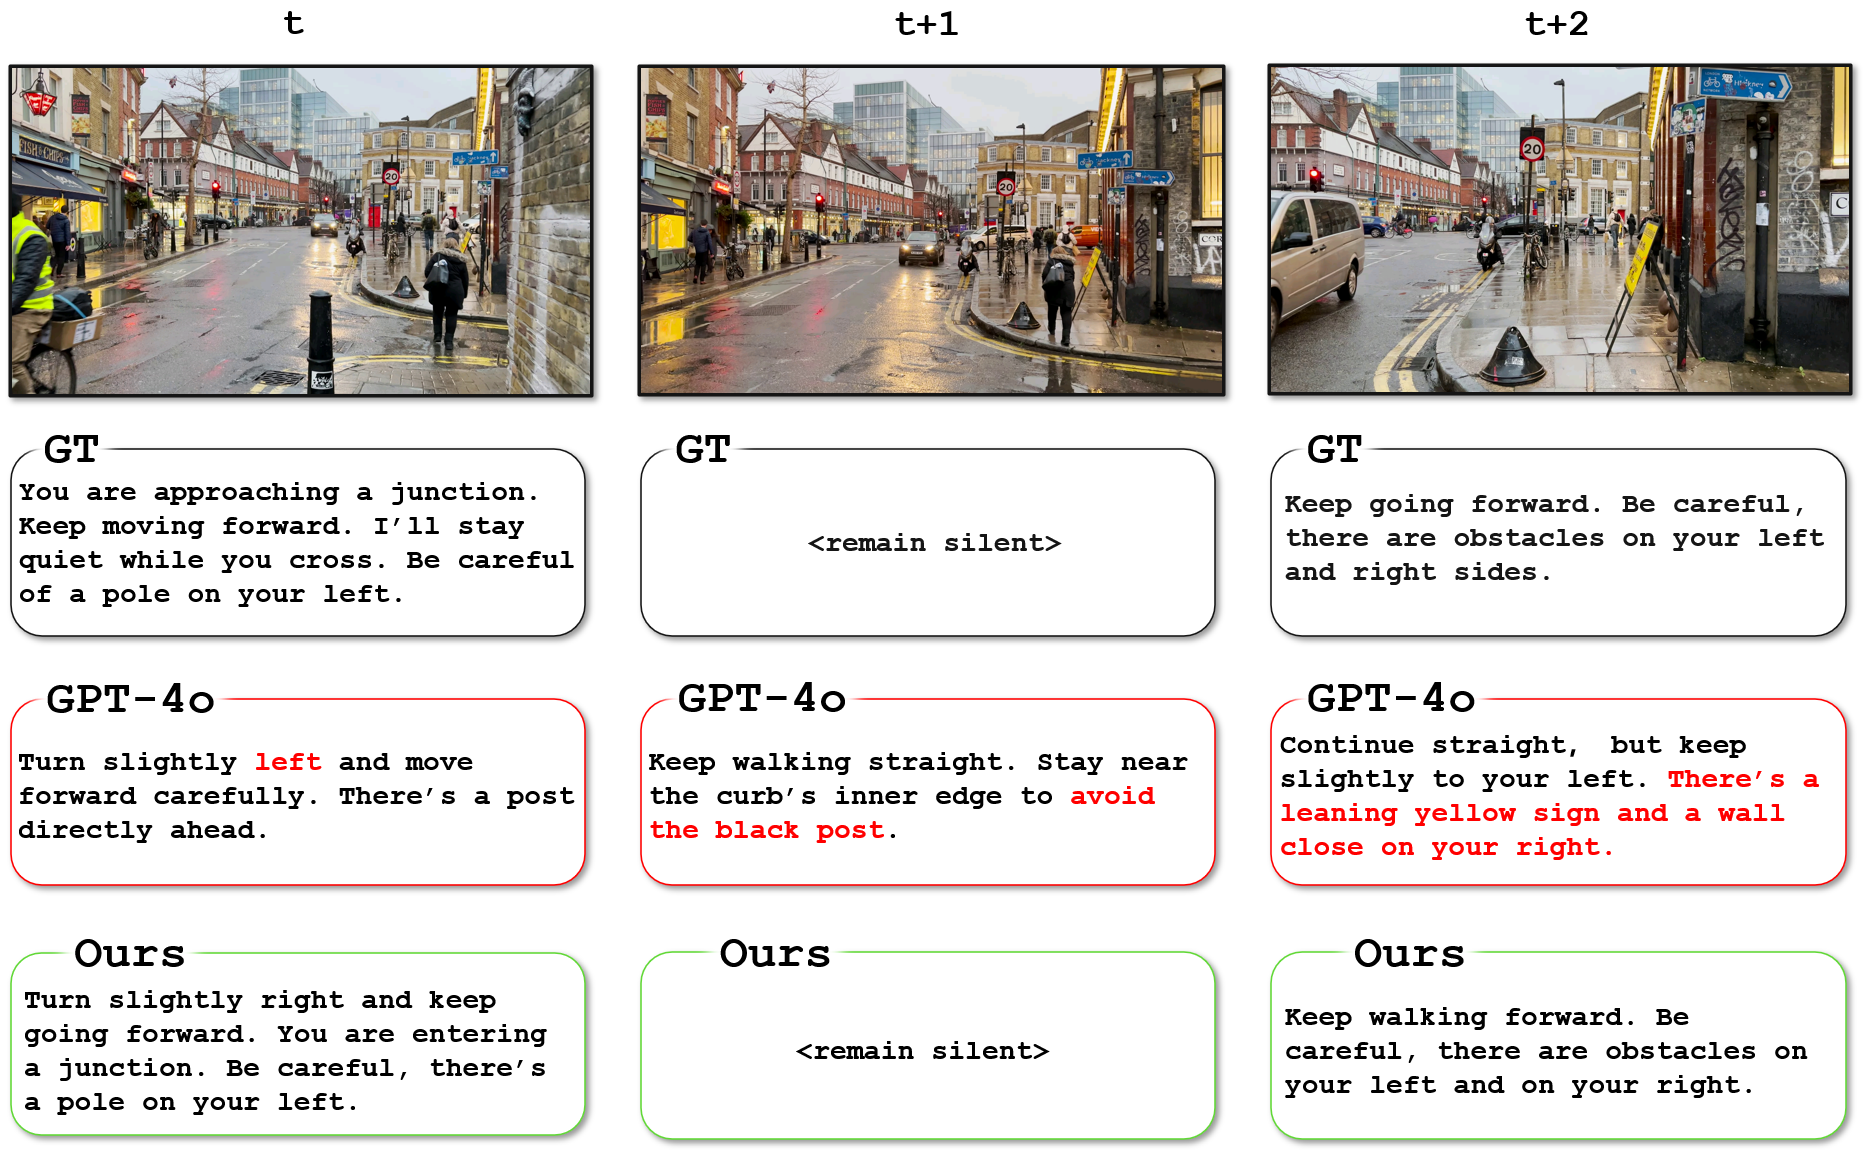 t
t+1
t+2
FISH & CHIPS
20
20
20
GT
You are approaching a junction.
Keep moving forward. I'll stay
quiet while you cross. Be careful
of a pole on your left.
GT
<remain silent>
GT
Keep going forward. Be careful,
there are obstacles on your left
and right sides.
GPT-4o
Turn slightly left and move
forward carefully. There's a post
directly ahead.
GPT-4o
Keep walking straight. Stay near
the curb's inner edge to avoid
the black post.
GPT-4o
Continue straight, but keep
slightly to your left. There's a
leaning yellow sign and a wall
close on your right.
Ours
Turn slightly right and keep
going forward. You are entering
a junction. Be careful, there's
a pole on your left.
Ours
<remain silent>
Ours
Keep walking forward. Be
careful, there are obstacles on
your left and on your right.